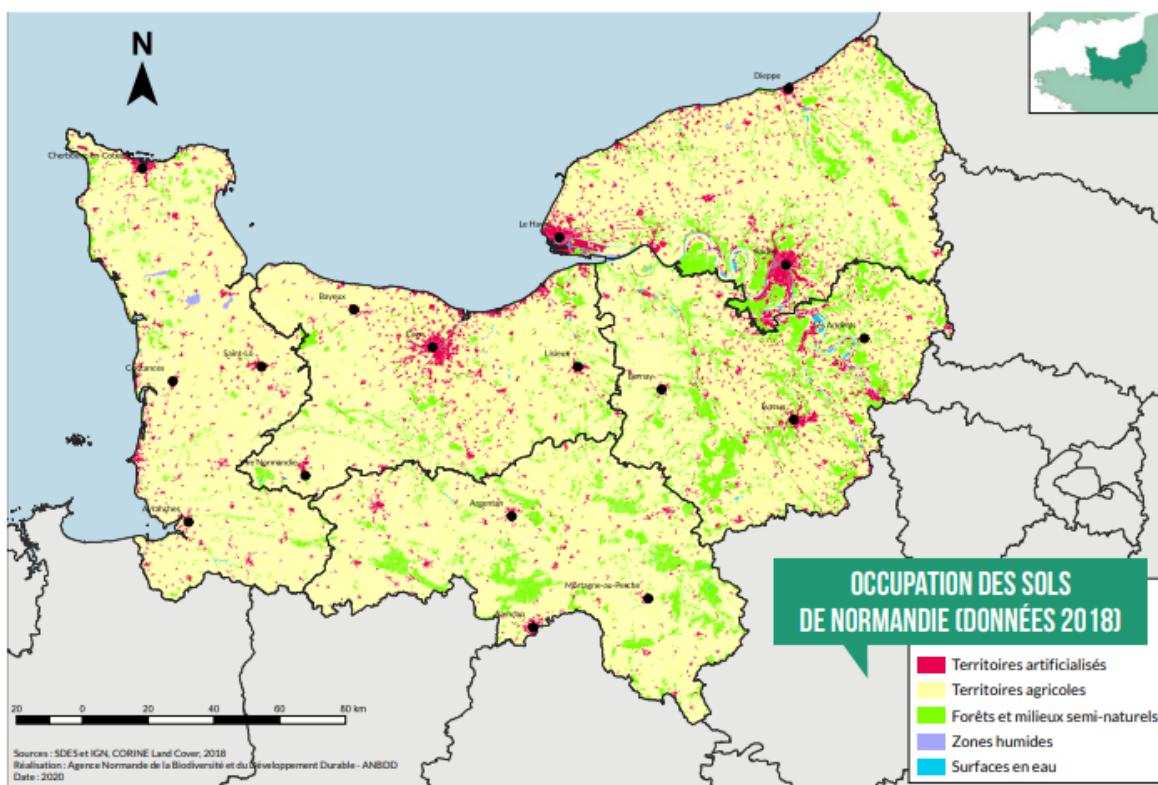 N
Dieppe
Le Havre
Bayeux
Caen
Lisieux
Saint-Lô
Coutances
Bernay
Évreux
Avranches
Argentan
Mortagne-au-Perche
Alençon
OCCUPATION DES SOLS
DE NORMANDIE (DONNÉES 2018)
Territoires artificialisés
Territoires agricoles
Forêts et milieux semi-naturels
Zones humides
Surfaces en eau
20 0 20 40 60 80 km
Sources : SDES et IGN, CORINE Land Cover, 2018
Réalisation : Agence Normande de la Biodiversité et du Développement Durable - ANBDD
Date : 2020